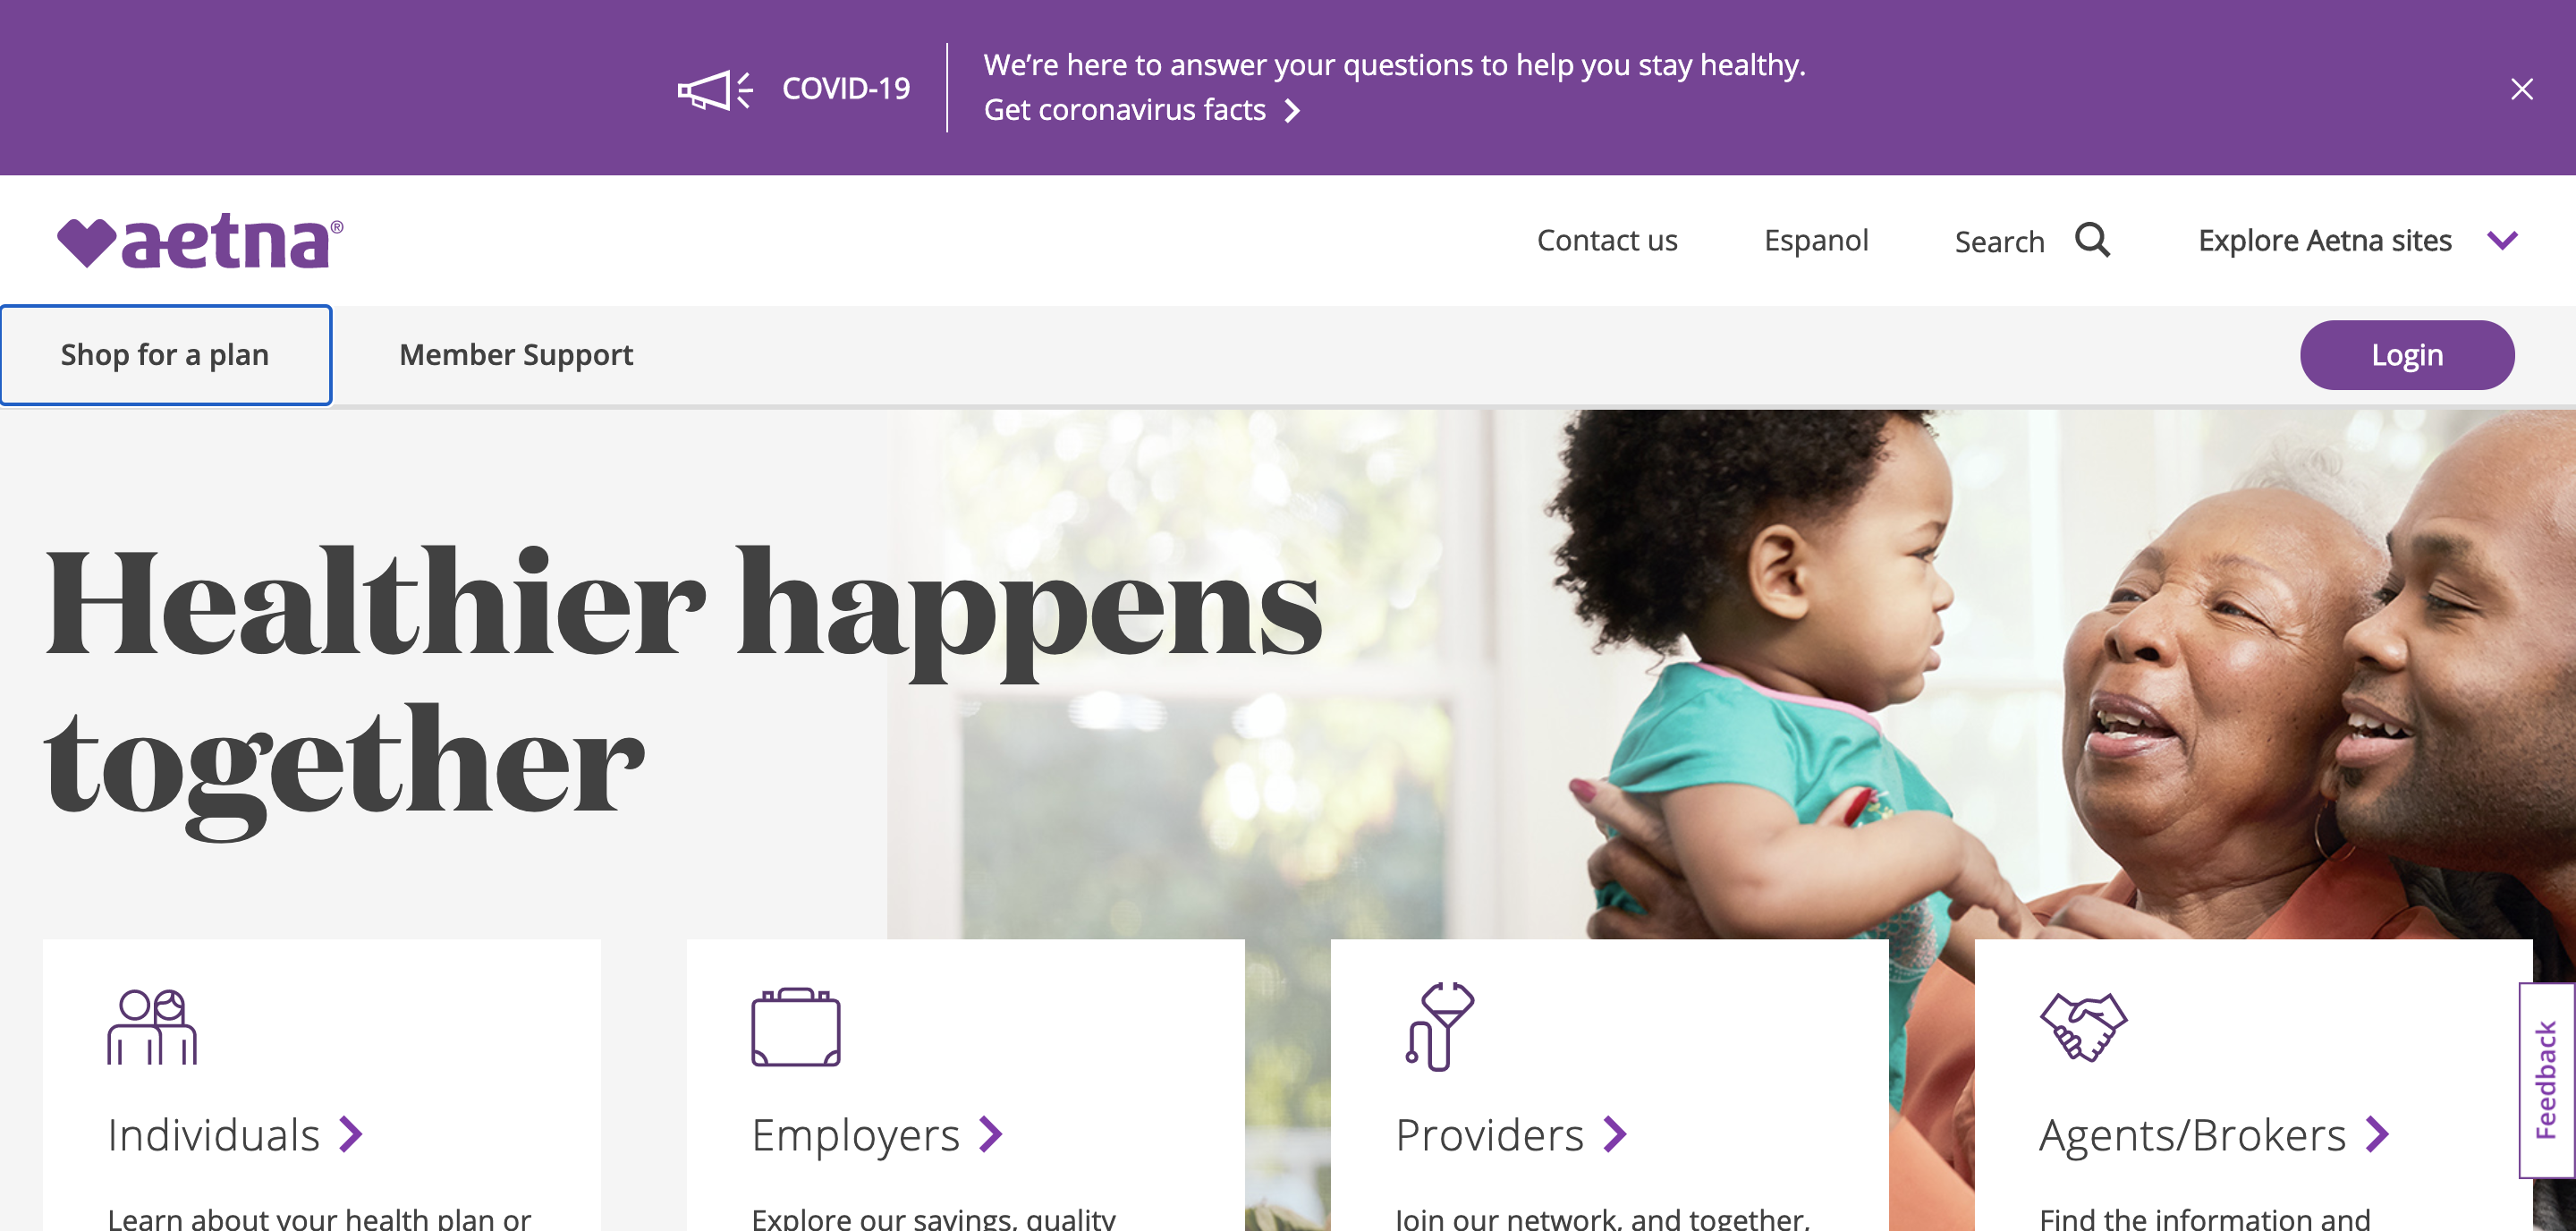 COVID-19
We’re here to answer your questions to help you stay healthy.
Get coronavirus facts
aetna®
Contact us
Espanol
Search
Explore Aetna sites
Shop for a plan
Member Support
Login
Healthier happens
together
Individuals
Learn about your health plan or
Employers
Explore our savings, quality
Providers
Join our network, and together,
Agents/Brokers
Find the information and
Feedback